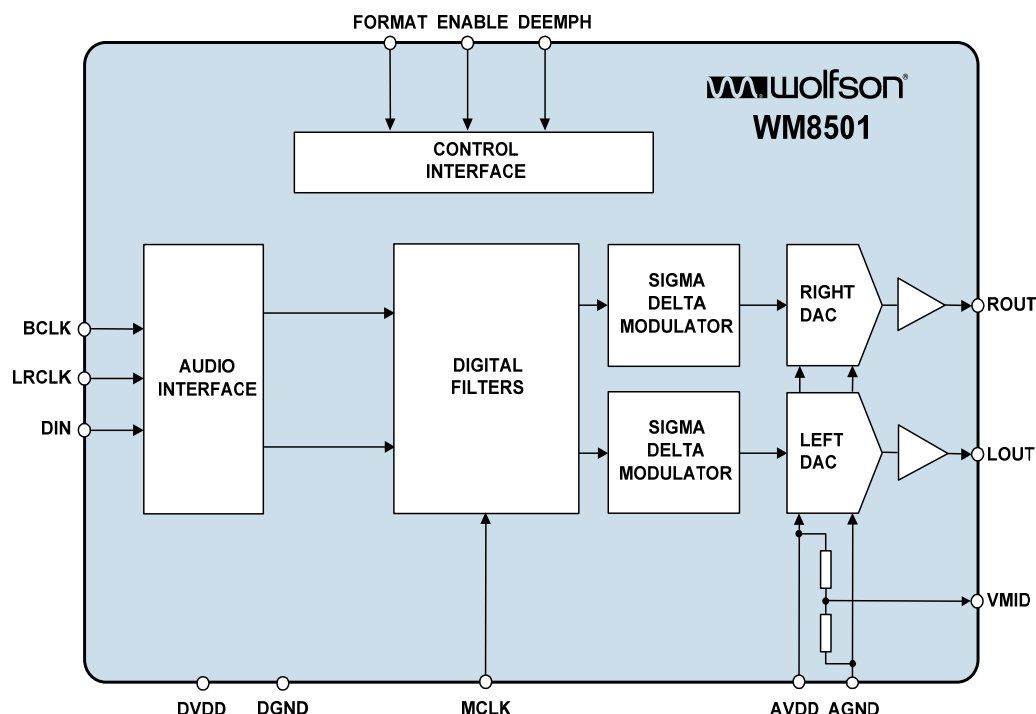 FORMAT ENABLE DEEMPH
wolfson®
WM8501
CONTROL
INTERFACE
BCLK
LRCLK
DIN
AUDIO
INTERFACE
DIGITAL
FILTERS
SIGMA
DELTA
MODULATOR
RIGHT
DAC
ROUT
SIGMA
DELTA
MODULATOR
LEFT
DAC
LOUT
VMID
DVDD
DGND
MCLK
AVDD
AGND